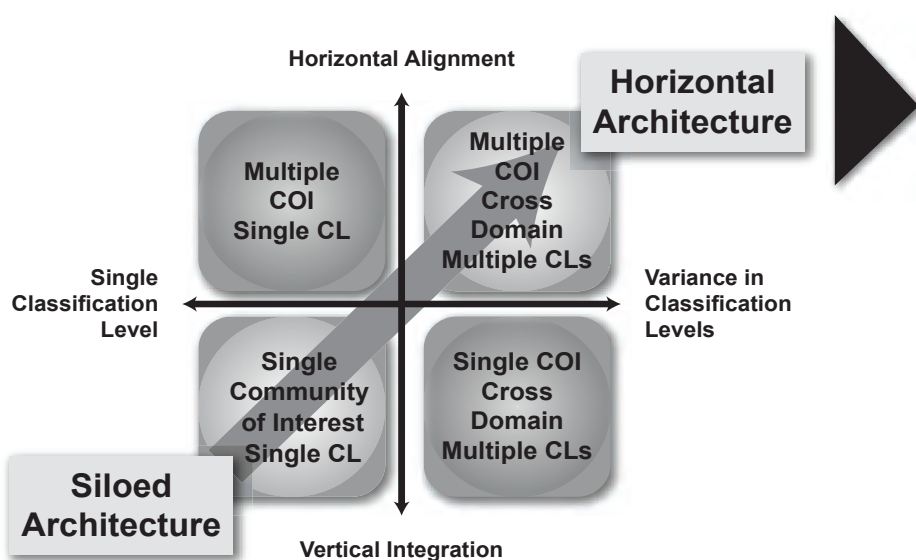 Horizontal Alignment
Horizontal
Architecture
Multiple
COI
Single CL
Multiple
COI
Cross
Domain
Multiple CLs
Single
Classification
Level
Variance in
Classification
Levels
Single
Community
of Interest
Single CL
Single COI
Cross
Domain
Multiple CLs
Siloed
Architecture
Vertical Integration